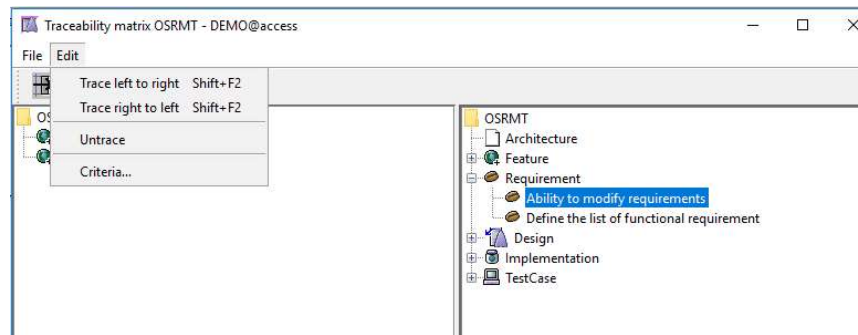 Traceability matrix OSRMT - DEMO@access
File Edit
Trace left to right Shift+F2
Trace right to left Shift+F2
Untrace
Criteria...
OSRMT
Architecture
Feature
Requirement
Ability to modify requirements
Define the list of functional requirement
Design
Implementation
TestCase